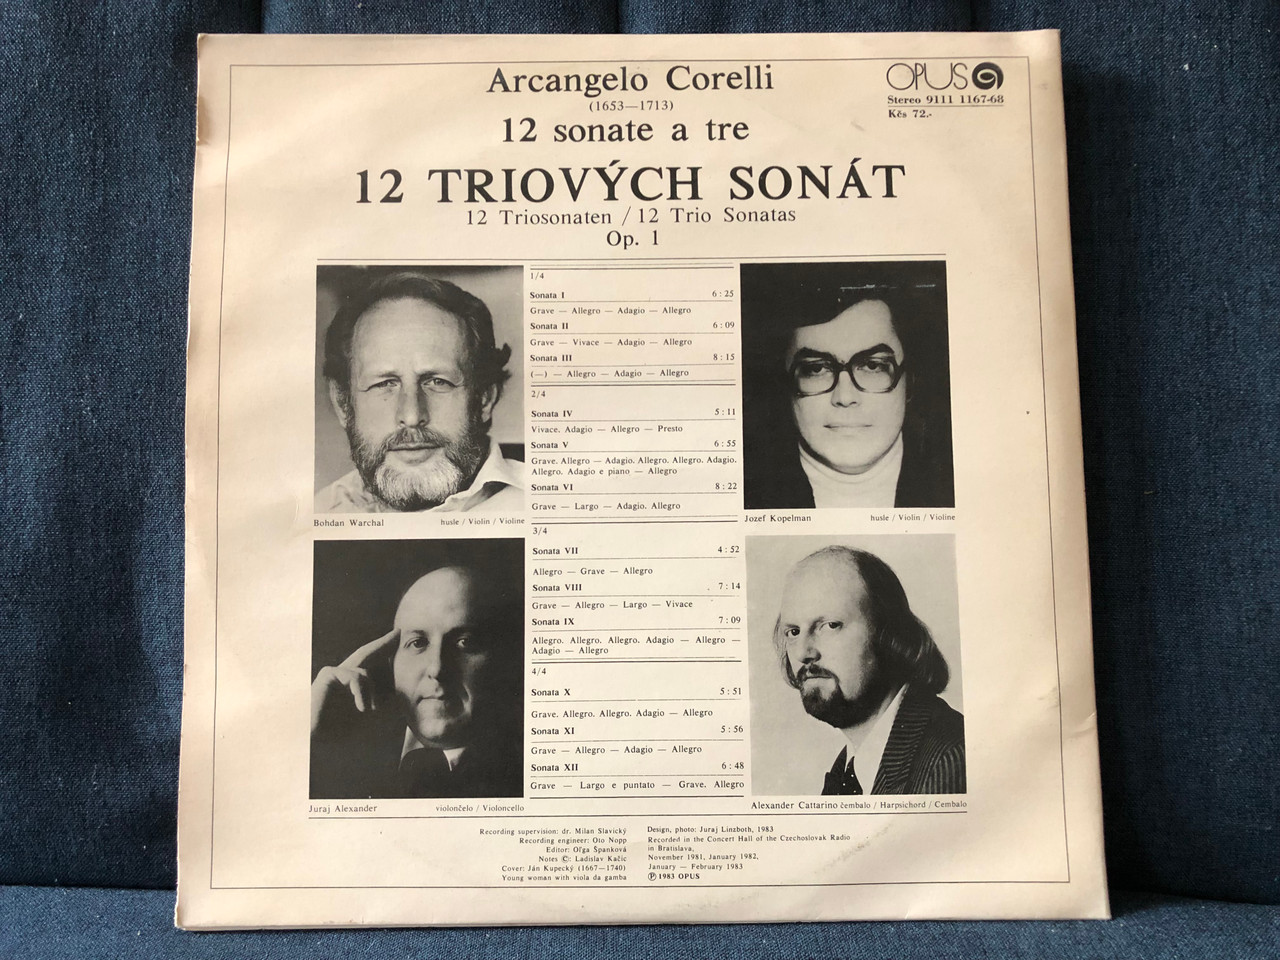 Arcangelo Corelli
(1653—1713)
12 sonate a tre
OPUS
Stereo 9111 1167-68
Kčs 72.-
12 TRIOVÝCH SONÁT
12 Triosonaten / 12 Trio Sonatas
Op. 1
1/4
Sonata I 6 : 25
Grave — Allegro — Adagio — Allegro
Sonata II 6 : 09
Grave — Vivace — Adagio — Allegro
Sonata III 8 : 15
(—) — Allegro — Adagio — Allegro
2/4
Sonata IV 5 : 11
Vivace. Adagio — Allegro — Presto
Sonata V 6 : 55
Grave. Allegro — Adagio. Allegro. Allegro. Adagio.
Allegro. Adagio e piano — Allegro
Sonata VI 8 : 22
Grave — Largo — Adagio. Allegro
Bohdan Warchal husle / Violin / Violine
Jozef Kopelman husle / Violin / Violine
3/4
Sonata VII 4 : 52
Allegro — Grave — Allegro
Sonata VIII 7 : 14
Grave — Allegro — Largo — Vivace
Sonata IX 7 : 09
Allegro. Allegro. Allegro. Adagio — Allegro —
Adagio — Allegro
4/4
Sonata X 5 : 51
Grave. Allegro. Allegro. Adagio — Allegro
Sonata XI 5 : 56
Grave — Allegro — Adagio — Allegro
Sonata XII 6 : 48
Grave — Largo e puntato — Grave. Allegro
Juraj Alexander violončelo / Violoncello
Alexander Cattarino čembalo / Harpsichord / Cembalo
Recording supervision: dr. Milan Slavický
Recording engineer: Oto Nopp
Editor: Oľga Španková
Notes ©: Ladislav Kačic
Cover: Ján Kupecký (1667—1740)
Young woman with viola da gamba
Design, photo: Juraj Linzboth, 1983
Recorded in the Concert Hall of the Czechoslovak Radio
in Bratislava,
November 1981, January 1982,
January — February 1983
℗ 1983 OPUS